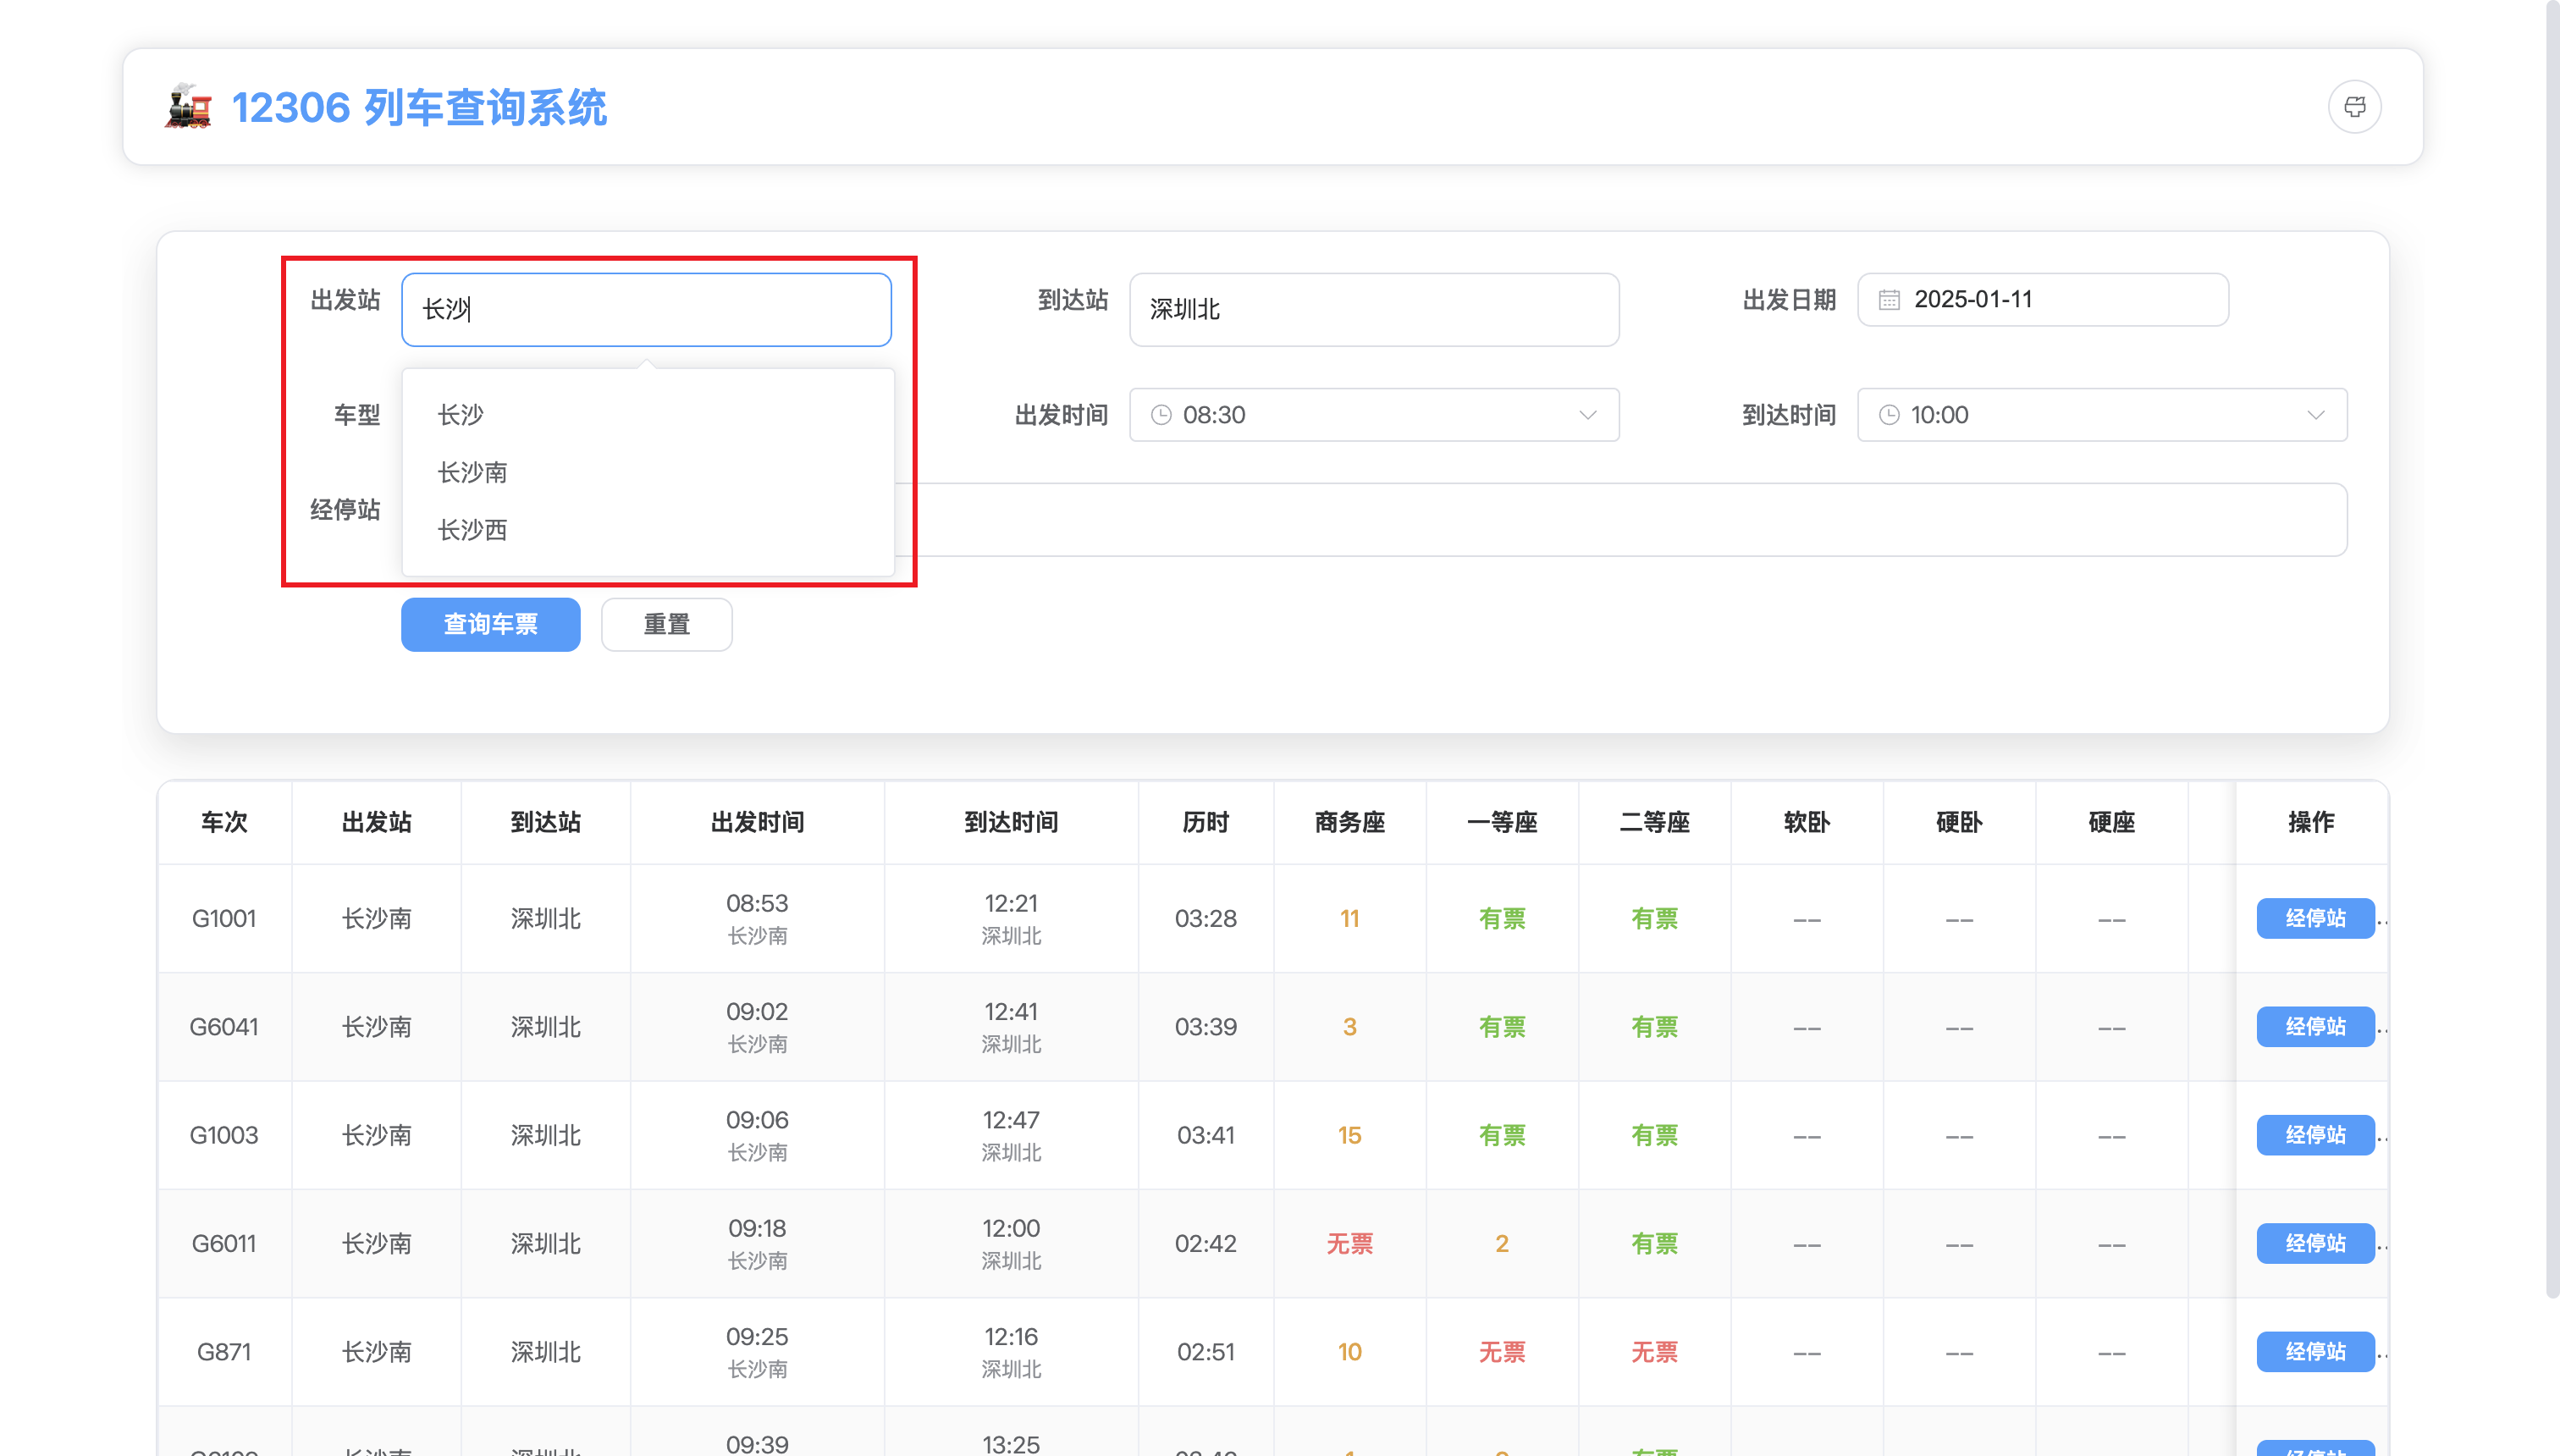 12306 列车查询系统
出发站 长沙 到达站 深圳北 出发日期 2025-01-11
车型 长沙 出发时间 08:30 到达时间 10:00
长沙南
经停站 长沙西
查询车票 重置
车次 出发站 到达站 出发时间 到达时间 历时 商务座 一等座 二等座 软卧 硬卧 硬座 操作
G1001 长沙南 深圳北 08:53 12:21 03:28 11 有票 有票 -- -- -- 经停站 ..
长沙南 深圳北
G6041 长沙南 深圳北 09:02 12:41 03:39 3 有票 有票 -- -- -- 经停站 ..
长沙南 深圳北
G1003 长沙南 深圳北 09:06 12:47 03:41 15 有票 有票 -- -- -- 经停站 ..
长沙南 深圳北
G6011 长沙南 深圳北 09:18 12:00 02:42 无票 2 有票 -- -- -- 经停站 ..
长沙南 深圳北
G871 长沙南 深圳北 09:25 12:16 02:51 10 无票 无票 -- -- -- 经停站 ..
长沙南 深圳北
09:39 13:25